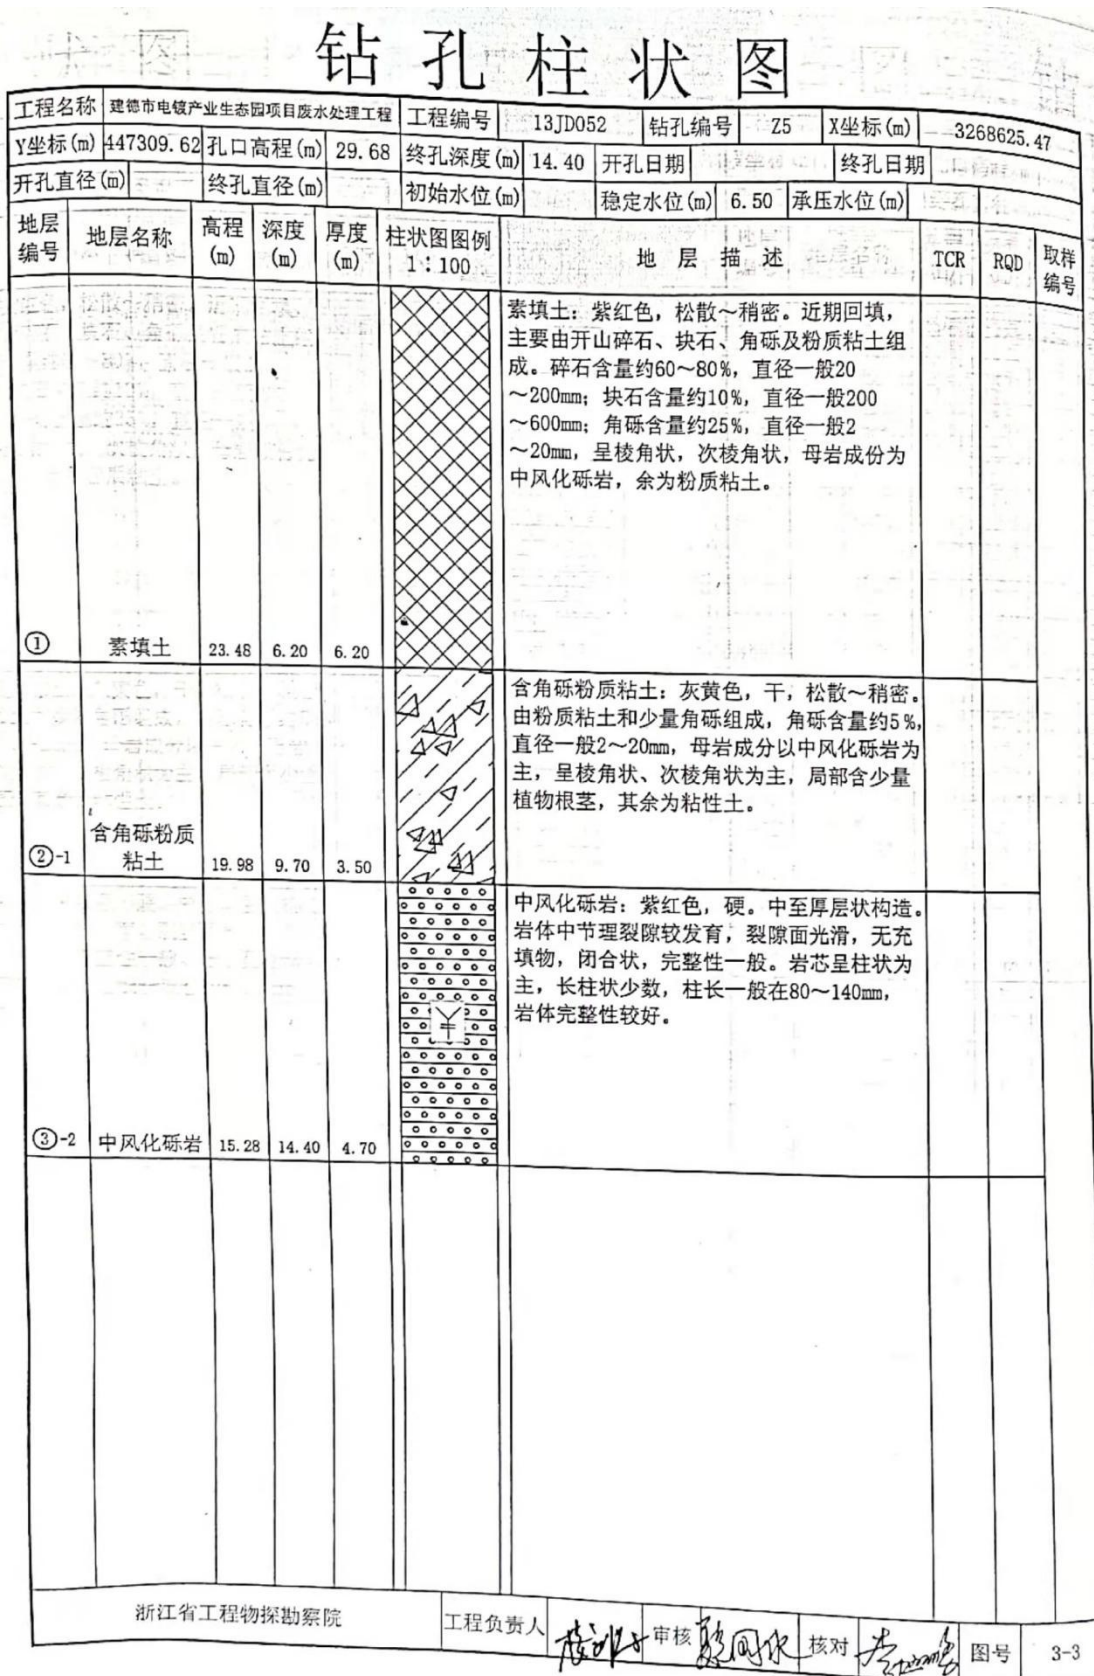 钻孔柱状图
工程名称 建德市电镀产业生态园项目废水处理工程 工程编号 13JD052 钻孔编号 Z5 X坐标(m) 3268625.47
Y坐标(m) 447309.62 孔口高程(m) 29.68 终孔深度(m) 14.40 开孔日期 终孔日期
开孔直径(m) 终孔直径(m) 初始水位(m) 稳定水位(m) 6.50 承压水位(m)
地层编号 地层名称 高程(m) 深度(m) 厚度(m) 柱状图图例 1:100 地层描述 TCR RQD 取样编号
素填土：紫红色，松散～稍密。近期回填，
主要由开山碎石、块石、角砾及粉质粘土组
成。碎石含量约60～80%，直径一般20
～200mm；块石含量约10%，直径一般200
～600mm；角砾含量约25%，直径一般2
～20mm，呈棱角状，次棱角状，母岩成份为
中风化砾岩，余为粉质粘土。
① 素填土 23.48 6.20 6.20
含角砾粉质粘土：灰黄色，干，松散～稍密。
由粉质粘土和少量角砾组成，角砾含量约5%，
直径一般2～20mm，母岩成分以中风化砾岩为
主，呈棱角状、次棱角状为主，局部含少量
植物根茎，其余为粘性土。
②-1 含角砾粉质粘土 19.98 9.70 3.50
中风化砾岩：紫红色，硬。中至厚层状构造。
岩体中节理裂隙较发育，裂隙面光滑，无充
填物，闭合状，完整性一般。岩芯呈柱状为
主，长柱状少数，柱长一般在80～140mm，
岩体完整性较好。
③-2 中风化砾岩 15.28 14.40 4.70
浙江省工程物探勘察院 工程负责人 审核 核对 图号 3-3